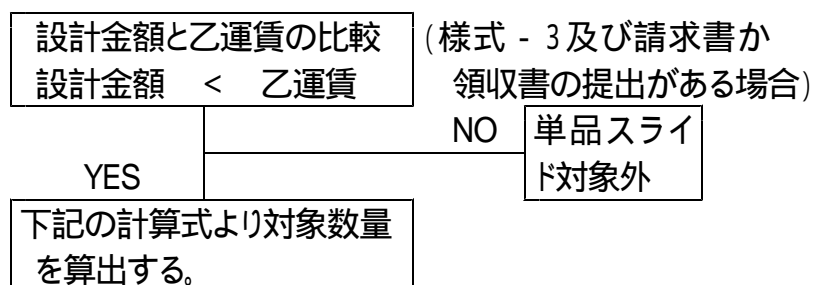 設計金額と乙運賃の比較
設計金額 < 乙運賃
(様式 - 3及び請求書か
領収書の提出がある場合)
NO
単品スライ
ド対象外
YES
下記の計算式より対象数量
を算出する。